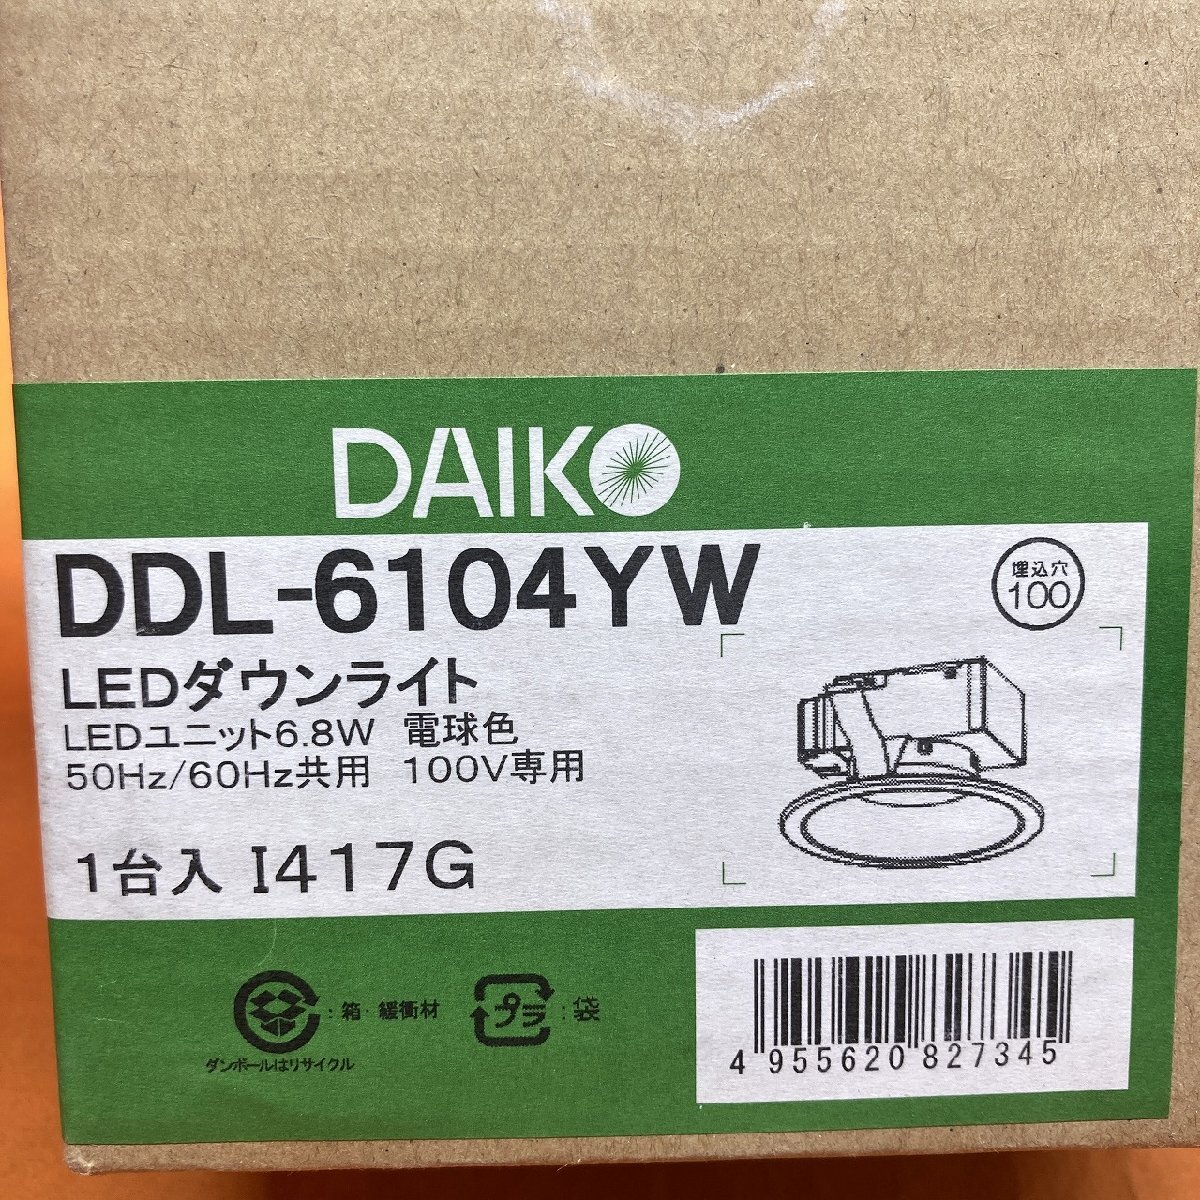 DAIKO
DDL-6104YW
埋込穴
100
LEDダウンライト
LEDユニット6.8W 電球色
50Hz/60Hz共用 100V専用
1台入 I417G
:箱・緩衝材
ダンボールはリサイクル
プラ:袋
4955620827345